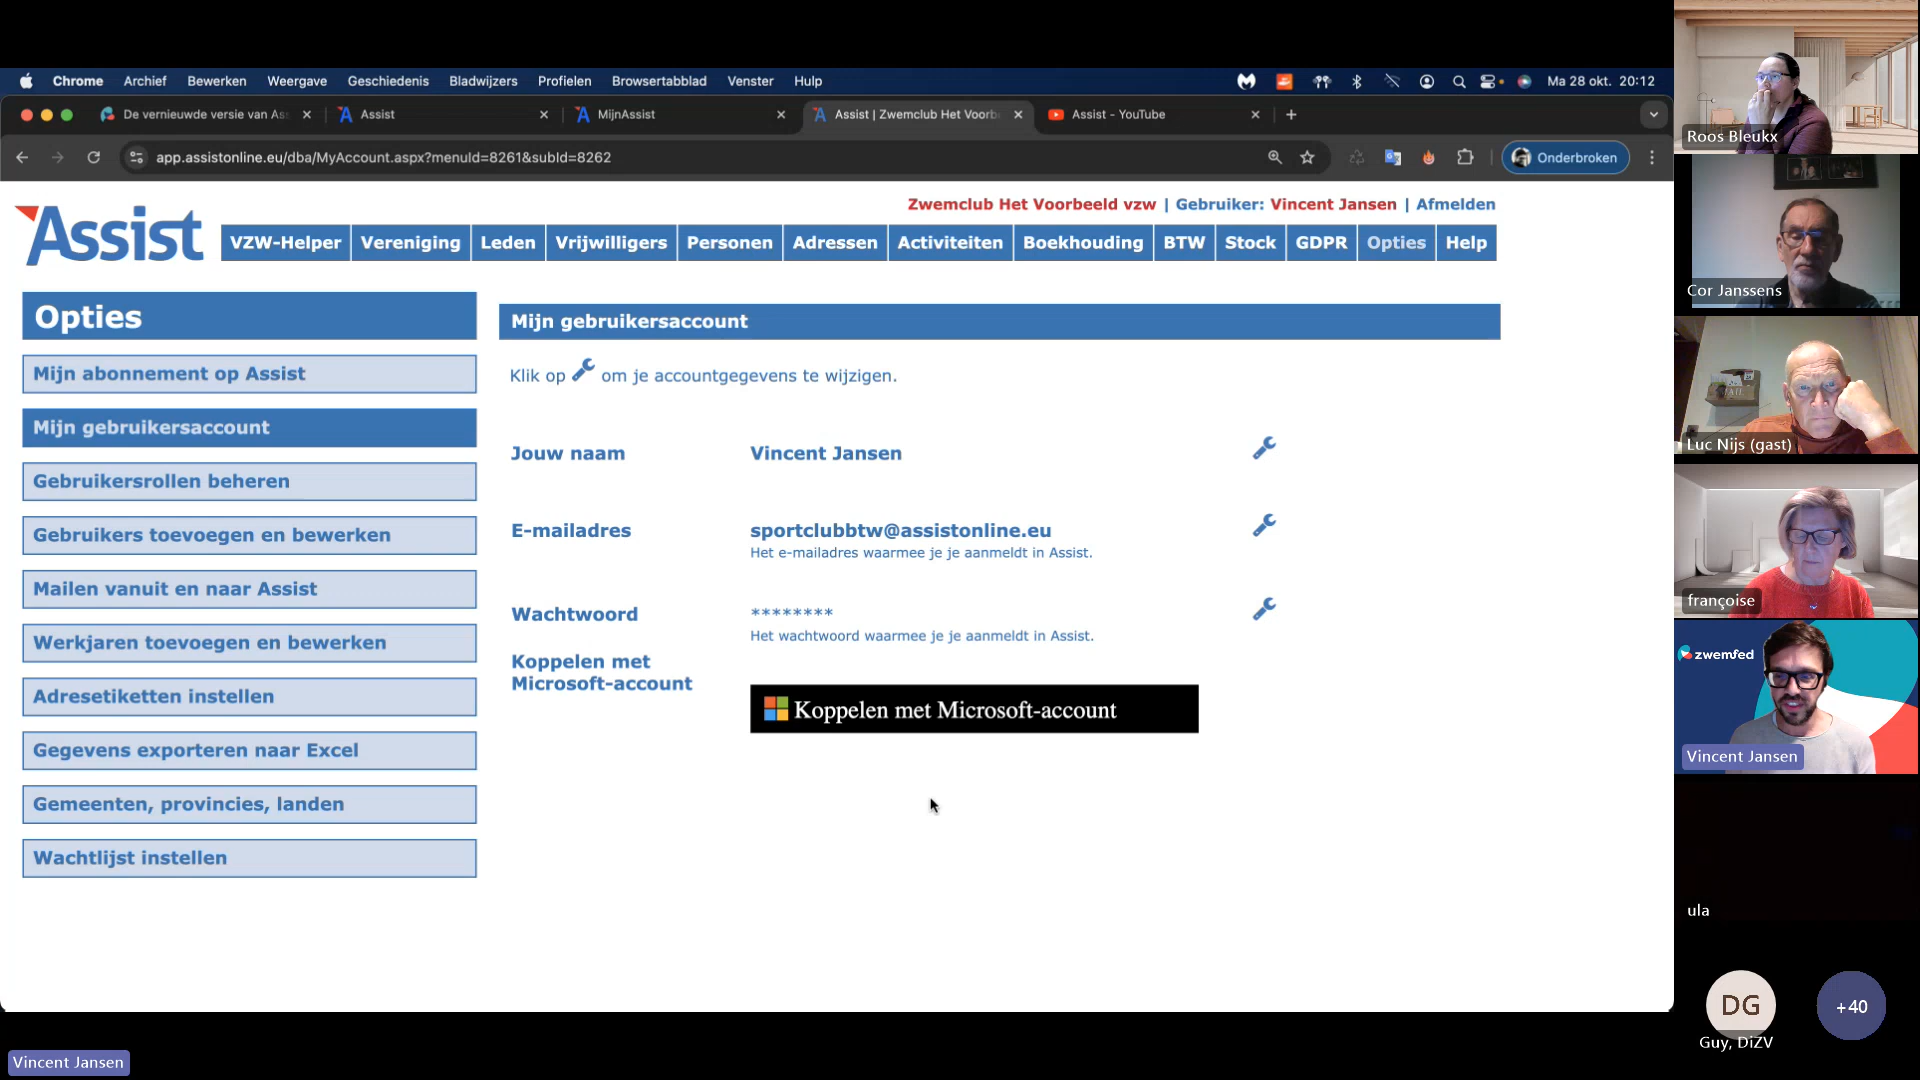 Chrome Archief Bewerken Weergave Geschiedenis Bladwijzers Profielen Browsertabblad Venster Hulp Ma 28 okt. 20:12
De vernieuwde versie van Ass Assist MijnAssist Assist | Zwemclub Het Voorb Assist - YouTube
app.assistonline.eu/dba/MyAccount.aspx?menuId=8261&subId=8262 Onderbroken
Zwemclub Het Voorbeeld vzw | Gebruiker: Vincent Jansen | Afmelden
Assist
VZW-Helper Vereniging Leden Vrijwilligers Personen Adressen Activiteiten Boekhouding BTW Stock GDPR Opties Help
Opties
Mijn abonnement op Assist
Mijn gebruikersaccount
Gebruikersrollen beheren
Gebruikers toevoegen en bewerken
Mailen vanuit en naar Assist
Werkjaren toevoegen en bewerken
Adresetiketten instellen
Gegevens exporteren naar Excel
Gemeenten, provincies, landen
Wachtlijst instellen
Mijn gebruikersaccount
Klik op om je accountgegevens te wijzigen.
Jouw naam Vincent Jansen
E-mailadres sportclubbtw@assistonline.eu
Het e-mailadres waarmee je je aanmeldt in Assist.
Wachtwoord ********
Het wachtwoord waarmee je je aanmeldt in Assist.
Koppelen met
Microsoft-account
Koppelen met Microsoft-account
Roos Bleukx
Cor Janssens
Luc Nijs (gast)
françoise
zwemfed
Vincent Jansen
ula
DG
Guy, DiZV
+40
Vincent Jansen